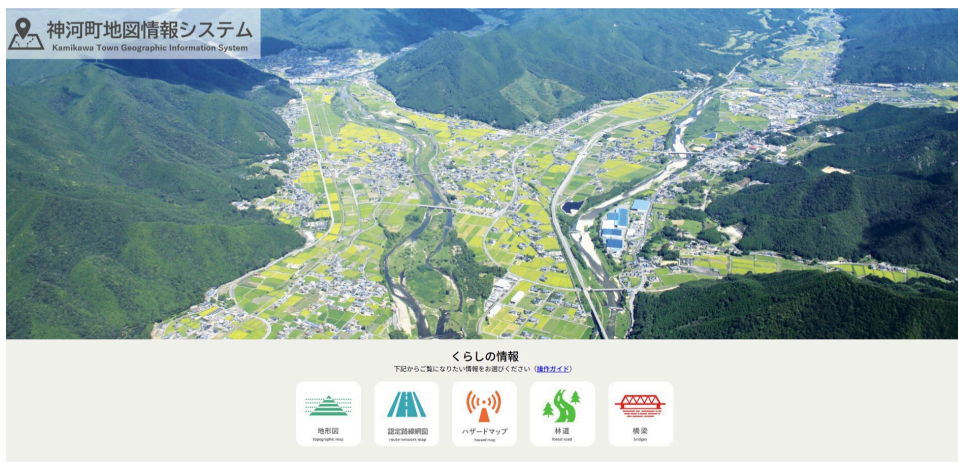 神河町地図情報システム
Kamikawa Town Geographic Information System
くらしの情報
下記からご覧になりたい情報をお選びください（操作ガイド）
地形図
topographic map
認定路線網図
route network map
ハザードマップ
hazard map
林道
forest road
橋梁
bridges